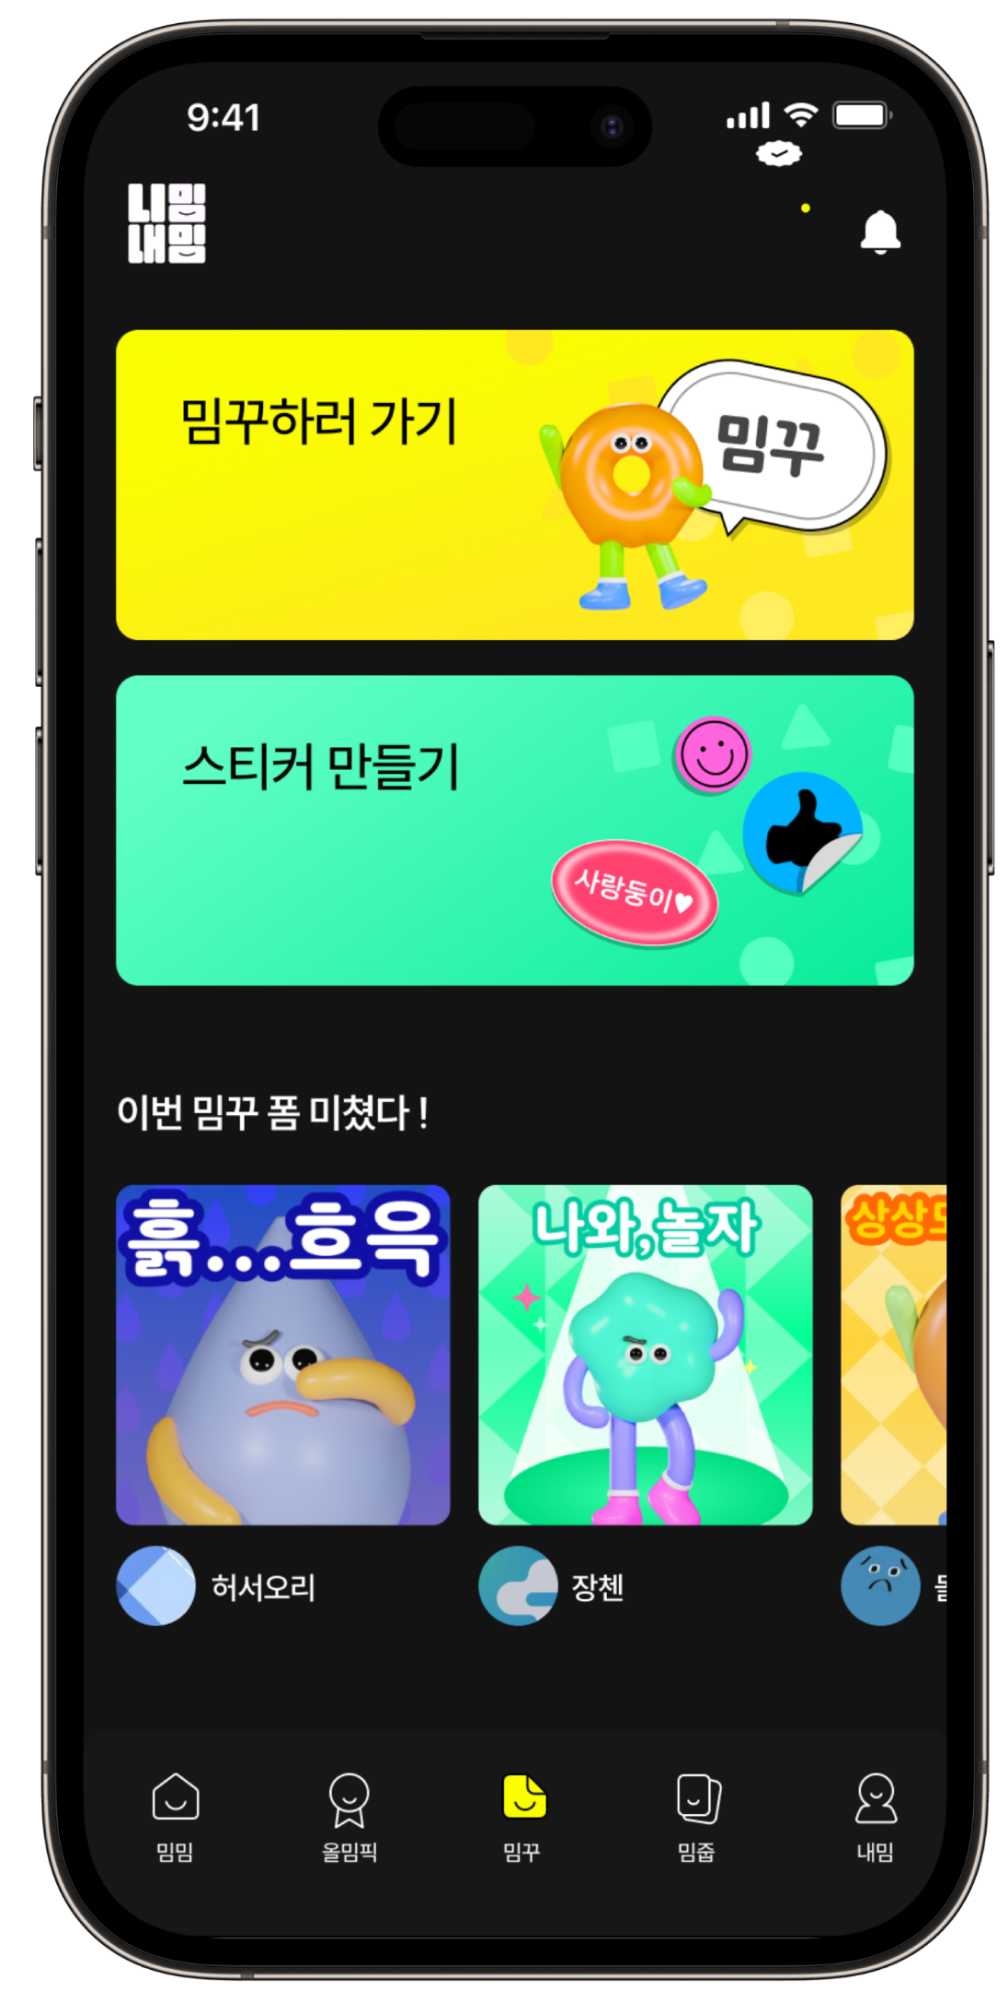 9:41
니밈
내밈
밈꾸하러 가기
밈꾸
스티커 만들기
사랑둥이♥
이번 밈꾸 폼 미쳤다 !
흙...흐윽
나와,놀자
상상
허서오리
장첸
밈밈
올밈픽
밈꾸
밈줍
내밈